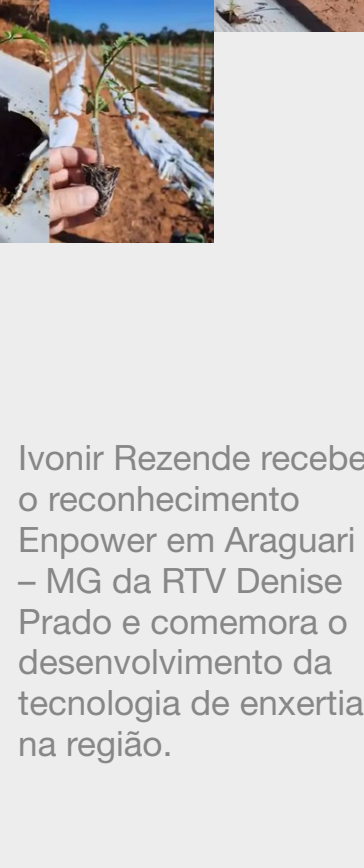 Ivonir Rezende recebe
o reconhecimento
Enpower em Araguari
– MG da RTV Denise
Prado e comemora o
desenvolvimento da
tecnologia de enxertia
na região.